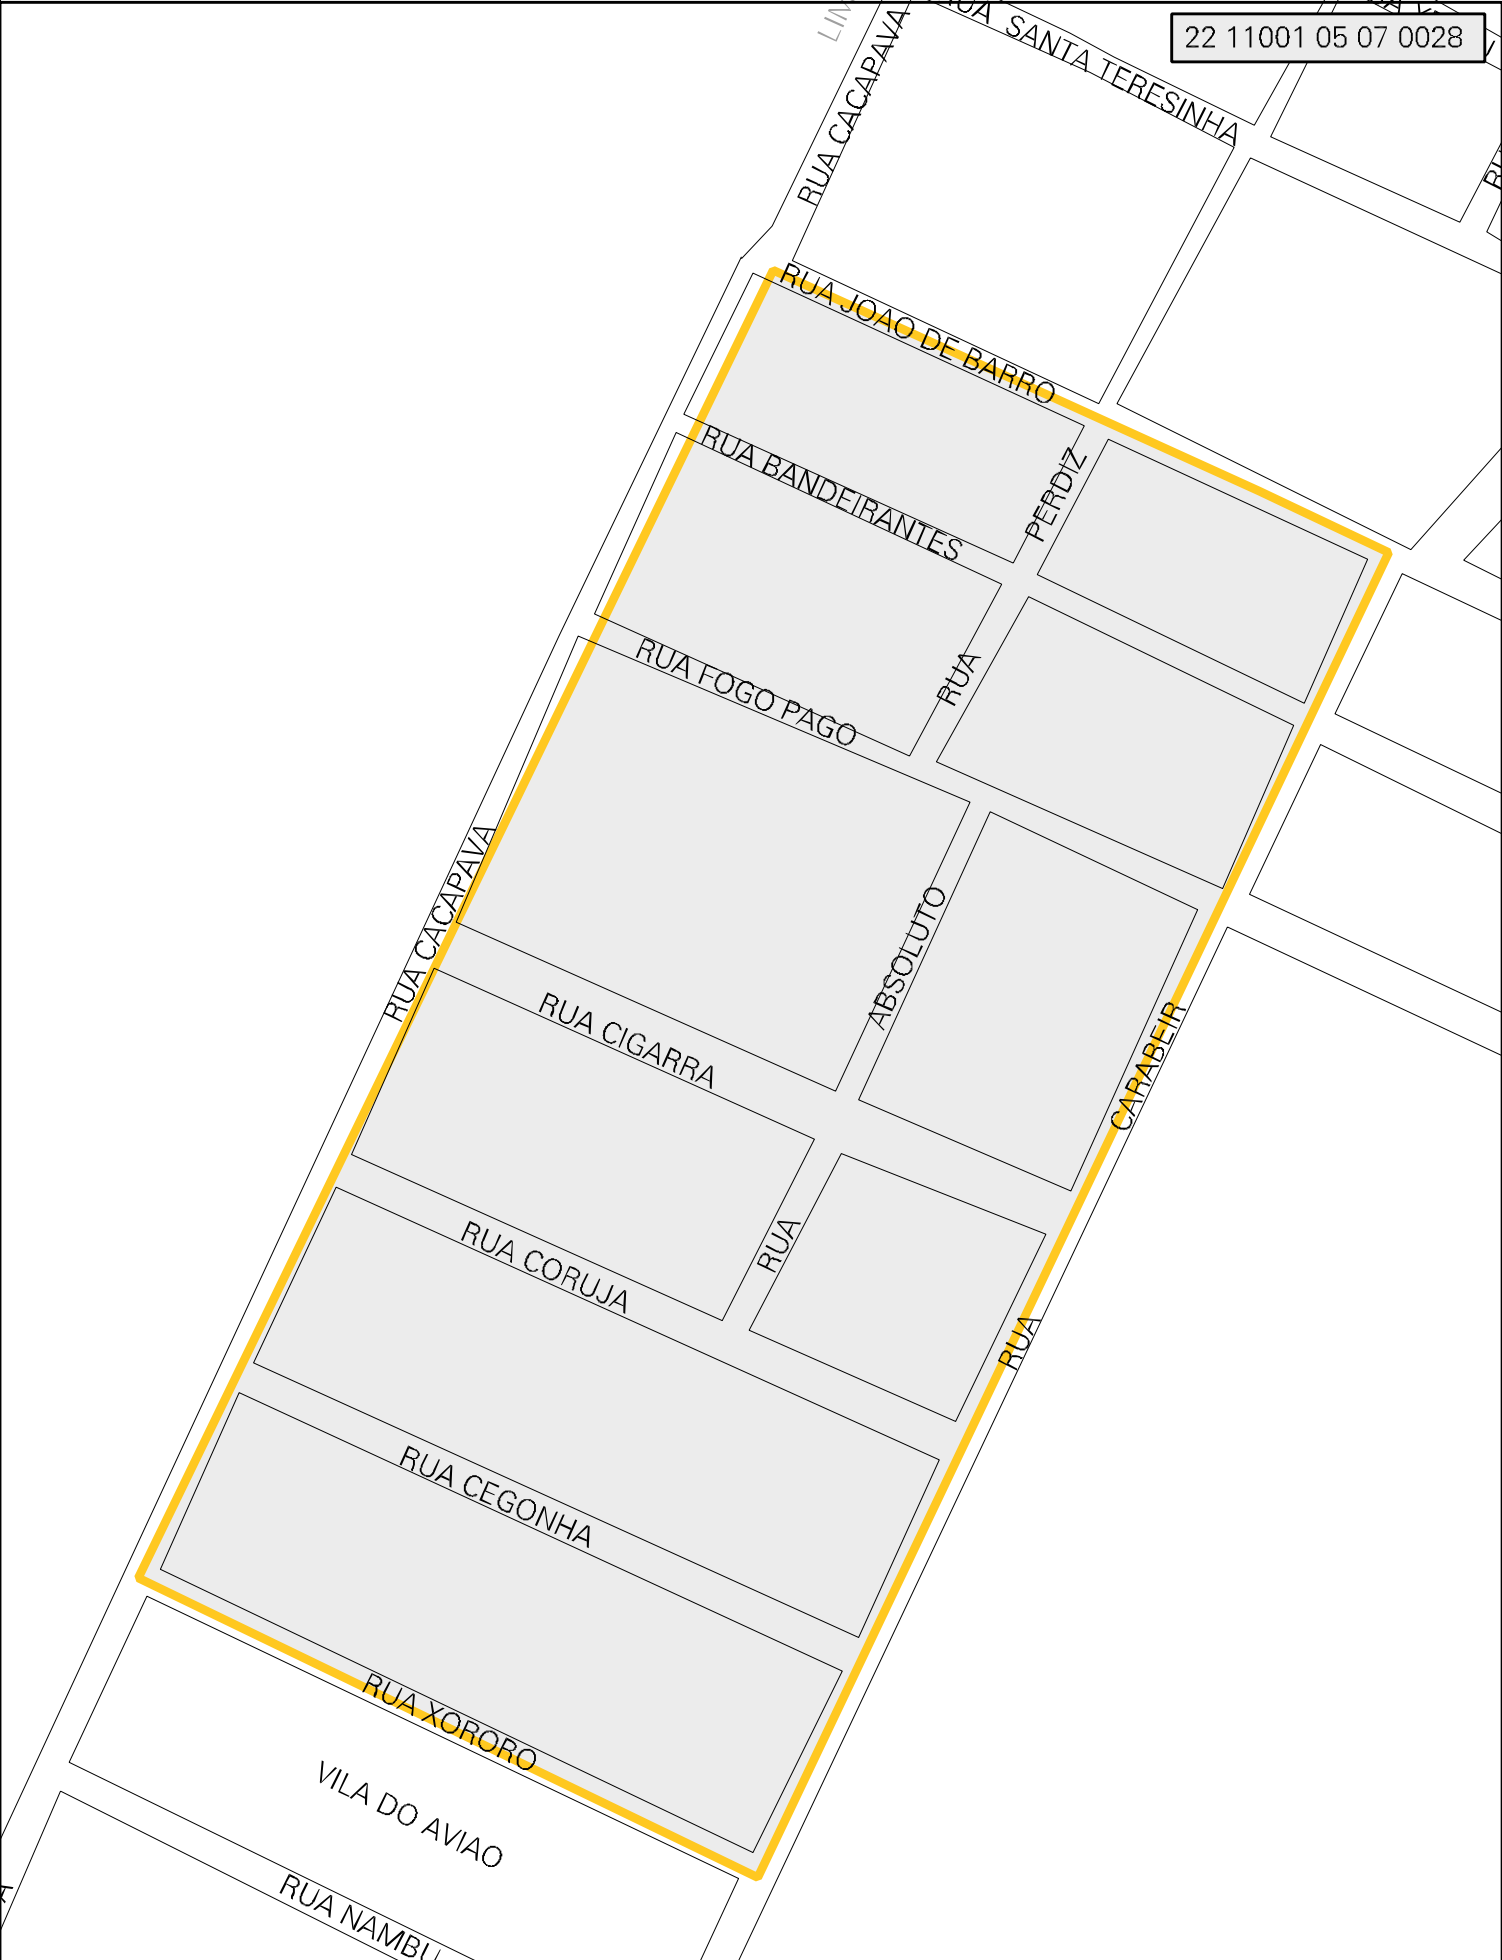 22 11001 05 07 0028
RUA SANTA TERESINHA
RUA CACAPAVA
RUA JOAO DE BARRO
RUA BANDEIRANTES
PERDIZ
RUA
RUA FOGO PAGO
RUA CACAPAVA
ABSOLUTO
RUA CIGARRA
CARABEIR
RUA
RUA CORUJA
RUA
RUA CEGONHA
RUA XORORO
VILA DO AVIAO
RUA NAMBU